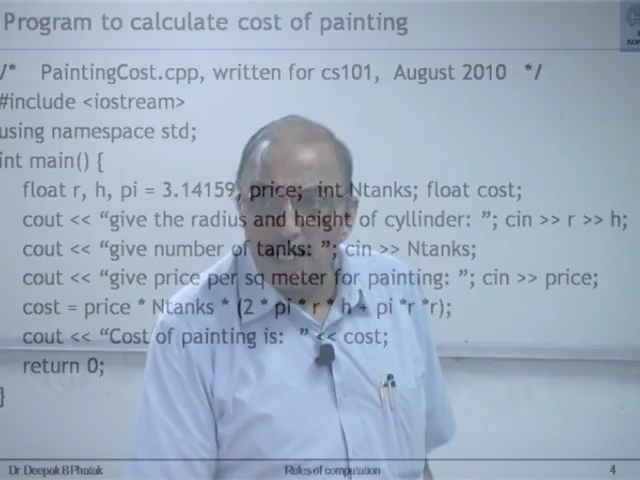 Program to calculate cost of painting
/* PaintingCost.cpp, written for cs101, August 2010 */
#include <iostream>
using namespace std;
int main() {
float r, h, pi = 3.14159, price; int Ntanks; float cost;
cout << “give the radius and height of cyllinder: ”; cin >> r >> h;
cout << “give number of tanks: ”; cin >> Ntanks;
cout << “give price per sq meter for painting: ”; cin >> price;
cost = price * Ntanks * (2 * pi * r * h + pi *r *r);
cout << “Cost of painting is: ” << cost;
return 0;
}
Dr Deepak B Phatak
Rules of computation
4